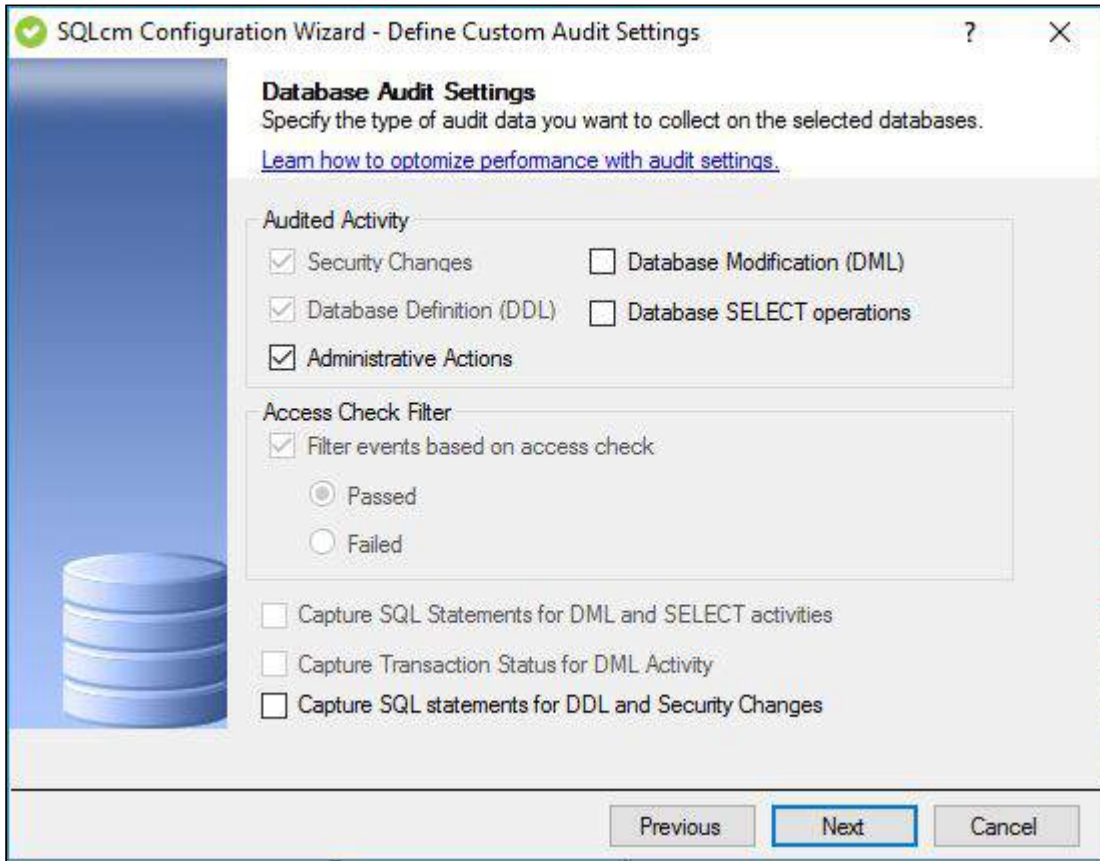 SQLcm Configuration Wizard - Define Custom Audit Settings
Database Audit Settings
Specify the type of audit data you want to collect on the selected databases.
Learn how to optomize performance with audit settings.
Audited Activity
Security Changes
Database Modification (DML)
Database Definition (DDL)
Database SELECT operations
Administrative Actions
Access Check Filter
Filter events based on access check
Passed
Failed
Capture SQL Statements for DML and SELECT activities
Capture Transaction Status for DML Activity
Capture SQL statements for DDL and Security Changes
Previous
Next
Cancel